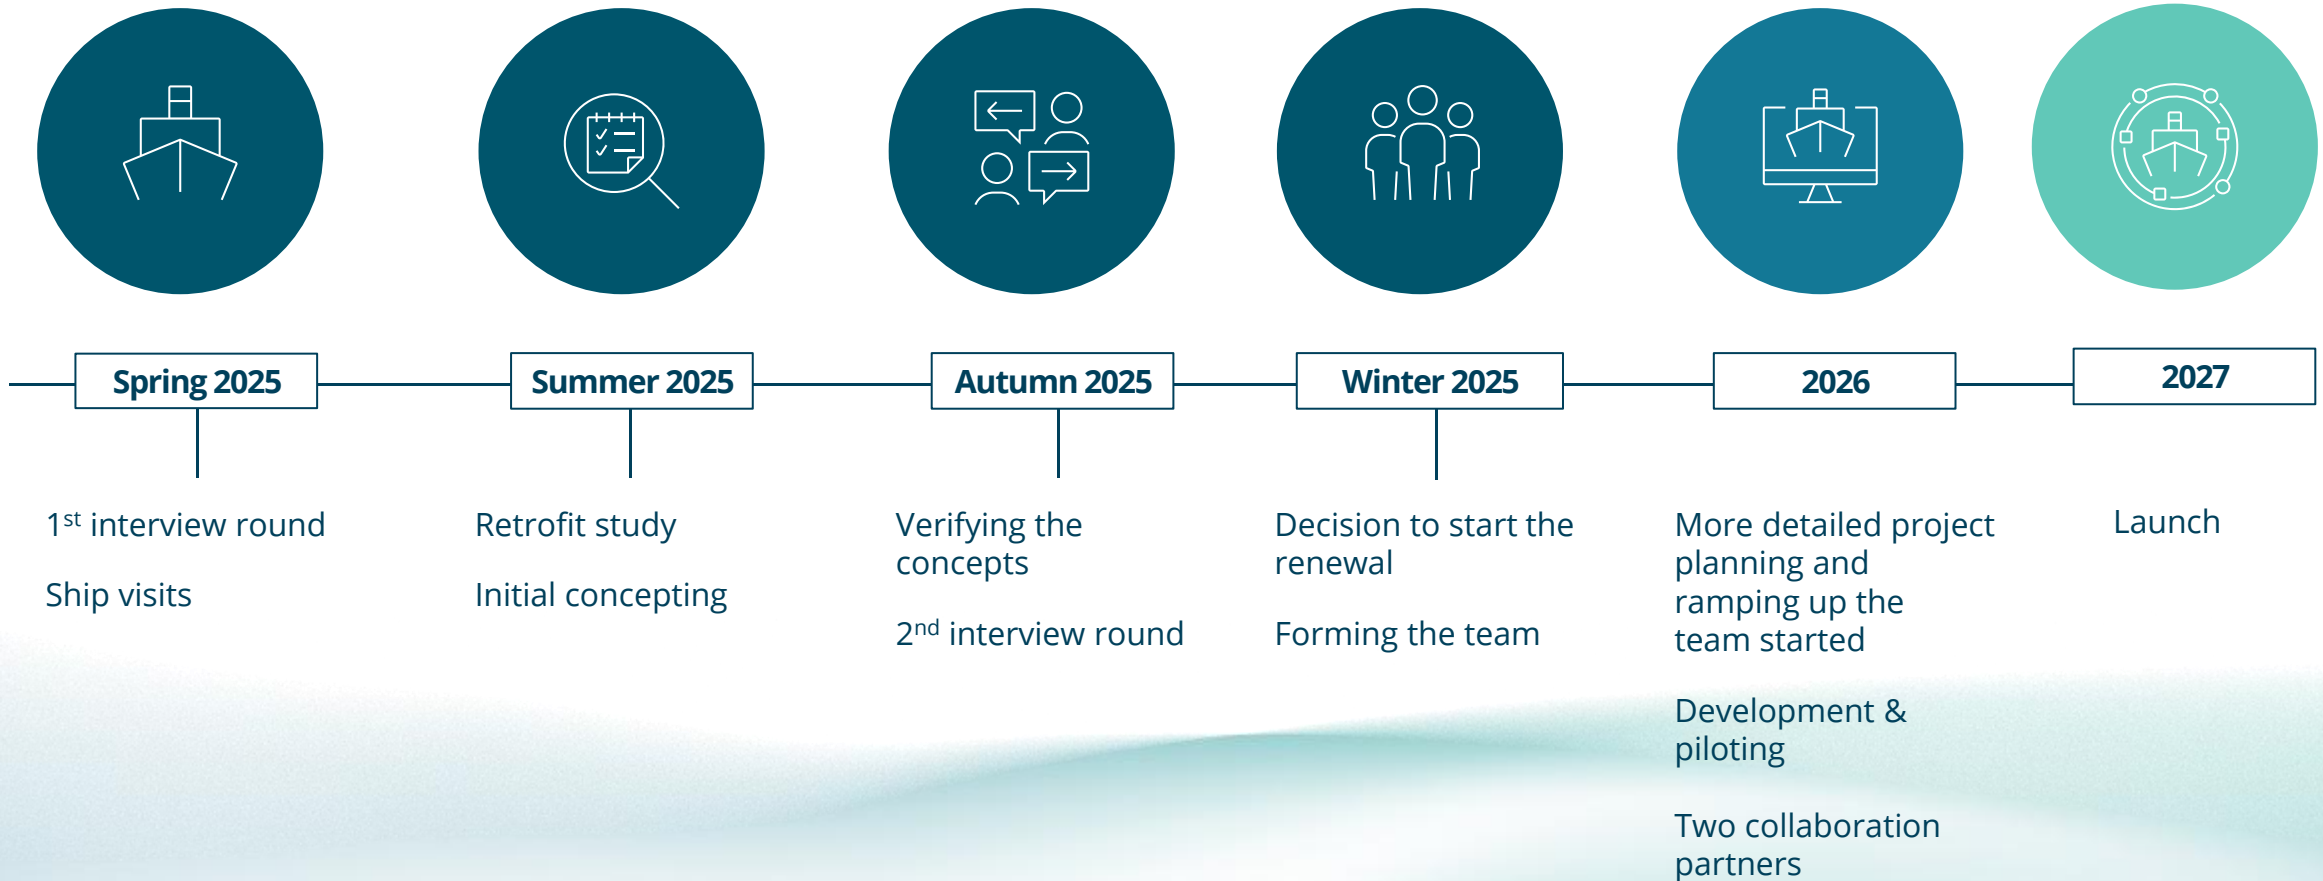 Spring 2025
1st interview round
Ship visits
Summer 2025
Retrofit study
Initial concepting
Autumn 2025
Verifying the
concepts
2nd interview round
Winter 2025
Decision to start the
renewal
Forming the team
2026
More detailed project
planning and
ramping up the
team started
Development &
piloting
Two collaboration
partners
2027
Launch